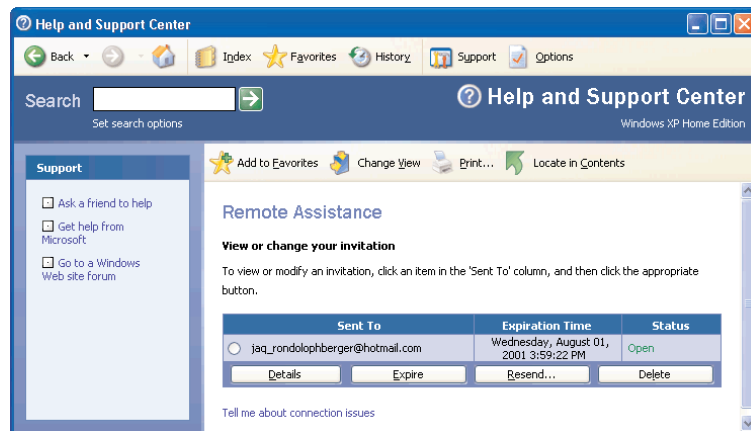 Help and Support Center
Back Index Favorites History Support Options
Search
Set search options
Help and Support Center
Windows XP Home Edition
Support
Add to Favorites Change View Print... Locate in Contents
Ask a friend to help
Get help from
Microsoft
Go to a Windows
Web site forum
Remote Assistance
View or change your invitation
To view or modify an invitation, click an item in the 'Sent To' column, and then click the appropriate
button.
Sent To Expiration Time Status
jaq_rondolophberger@hotmail.com Wednesday, August 01, Open
2001 3:59:22 PM
Details Expire Resend... Delete
Tell me about connection issues